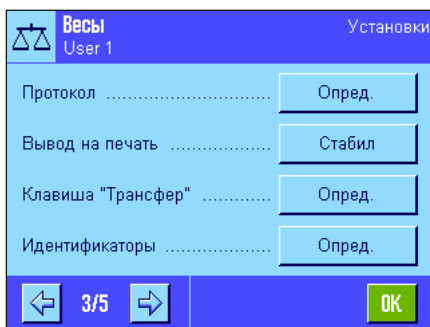 Весы Установки
User 1
Протокол ............................ Опред.
Вывод на печать ................... Стабил
Клавиша "Трансфер" ............. Опред.
Идентификаторы ................... Опред.
3/5 OK